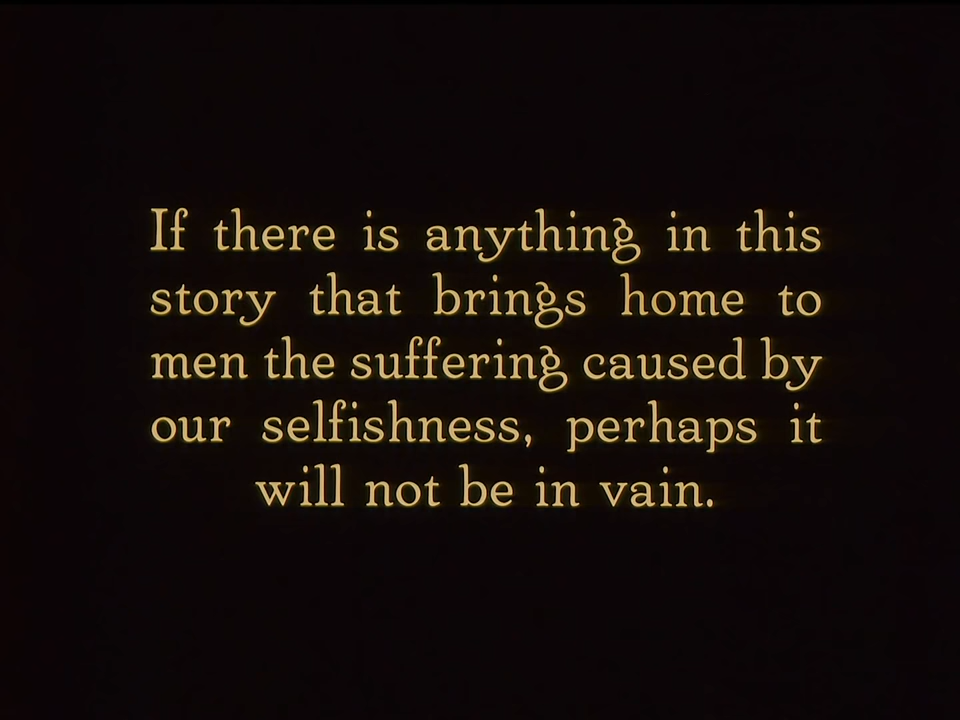 If there is anything in this
story that brings home to
men the suffering caused by
our selfishness, perhaps it
will not be in vain.